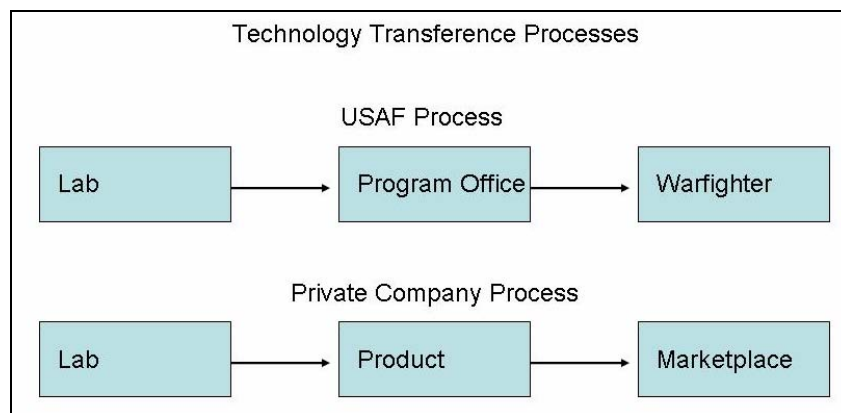 Technology Transference Processes
USAF Process
Lab
Program Office
Warfighter
Private Company Process
Lab
Product
Marketplace